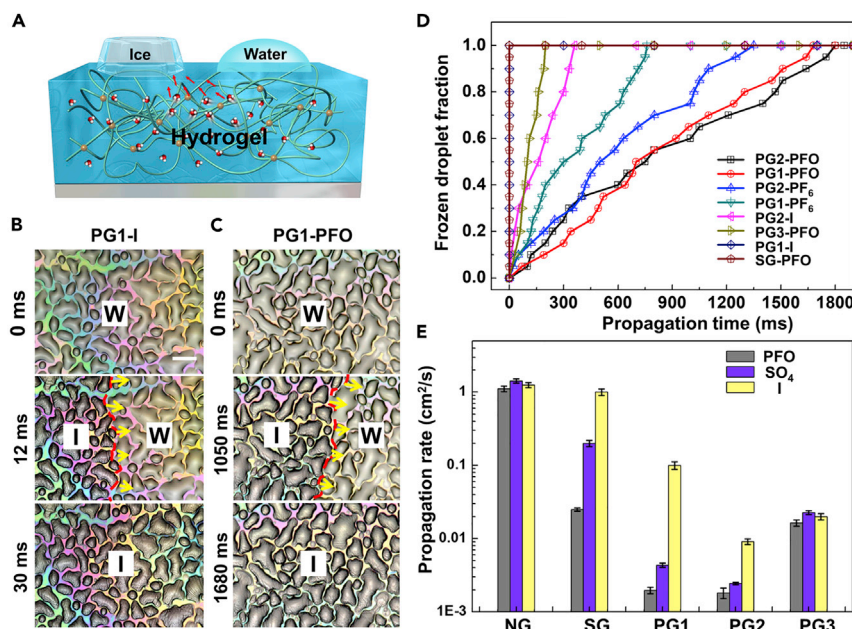 A
Ice
Water
Hydrogel
B
PG1-I
C
PG1-PFO
0 ms
W
0 ms
W
12 ms
I
W
1050 ms
I
W
30 ms
I
1680 ms
I
D
Frozen droplet fraction
1.0
0.8
0.6
0.4
0.2
0.0
PG2-PFO
PG1-PFO
PG2-PF₆
PG1-PF₆
PG2-I
PG3-PFO
PG1-I
SG-PFO
0 300 600 900 1200 1500 1800
Propagation time (ms)
E
Propagation rate (cm²/s)
1
0.1
0.01
1E-3
PFO
SO₄
I
NG SG PG1 PG2 PG3